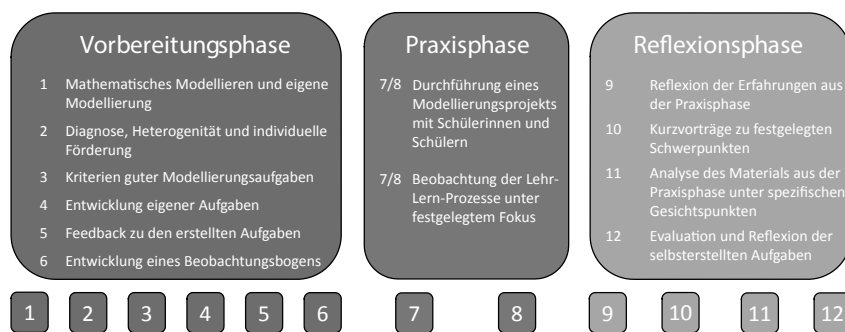 Vorbereitungsphase
1 Mathematisches Modellieren und eigene
Modellierung
2 Diagnose, Heterogenität und individuelle
Förderung
3 Kriterien guter Modellierungsaufgaben
4 Entwicklung eigener Aufgaben
5 Feedback zu den erstellten Aufgaben
6 Entwicklung eines Beobachtungsbogens
Praxisphase
7/8 Durchführung eines
Modellierungsprojekts
mit Schülerinnen und
Schülern
7/8 Beobachtung der Lehr-
Lern-Prozesse unter
festgelegtem Fokus
Reflexionsphase
9 Reflexion der Erfahrungen aus
der Praxisphase
10 Kurzvorträge zu festgelegten
Schwerpunkten
11 Analyse des Materials aus der
Praxisphase unter spezifischen
Gesichtspunkten
12 Evaluation und Reflexion der
selbsterstellten Aufgaben
1 2 3 4 5 6 7 8 9 10 11 12